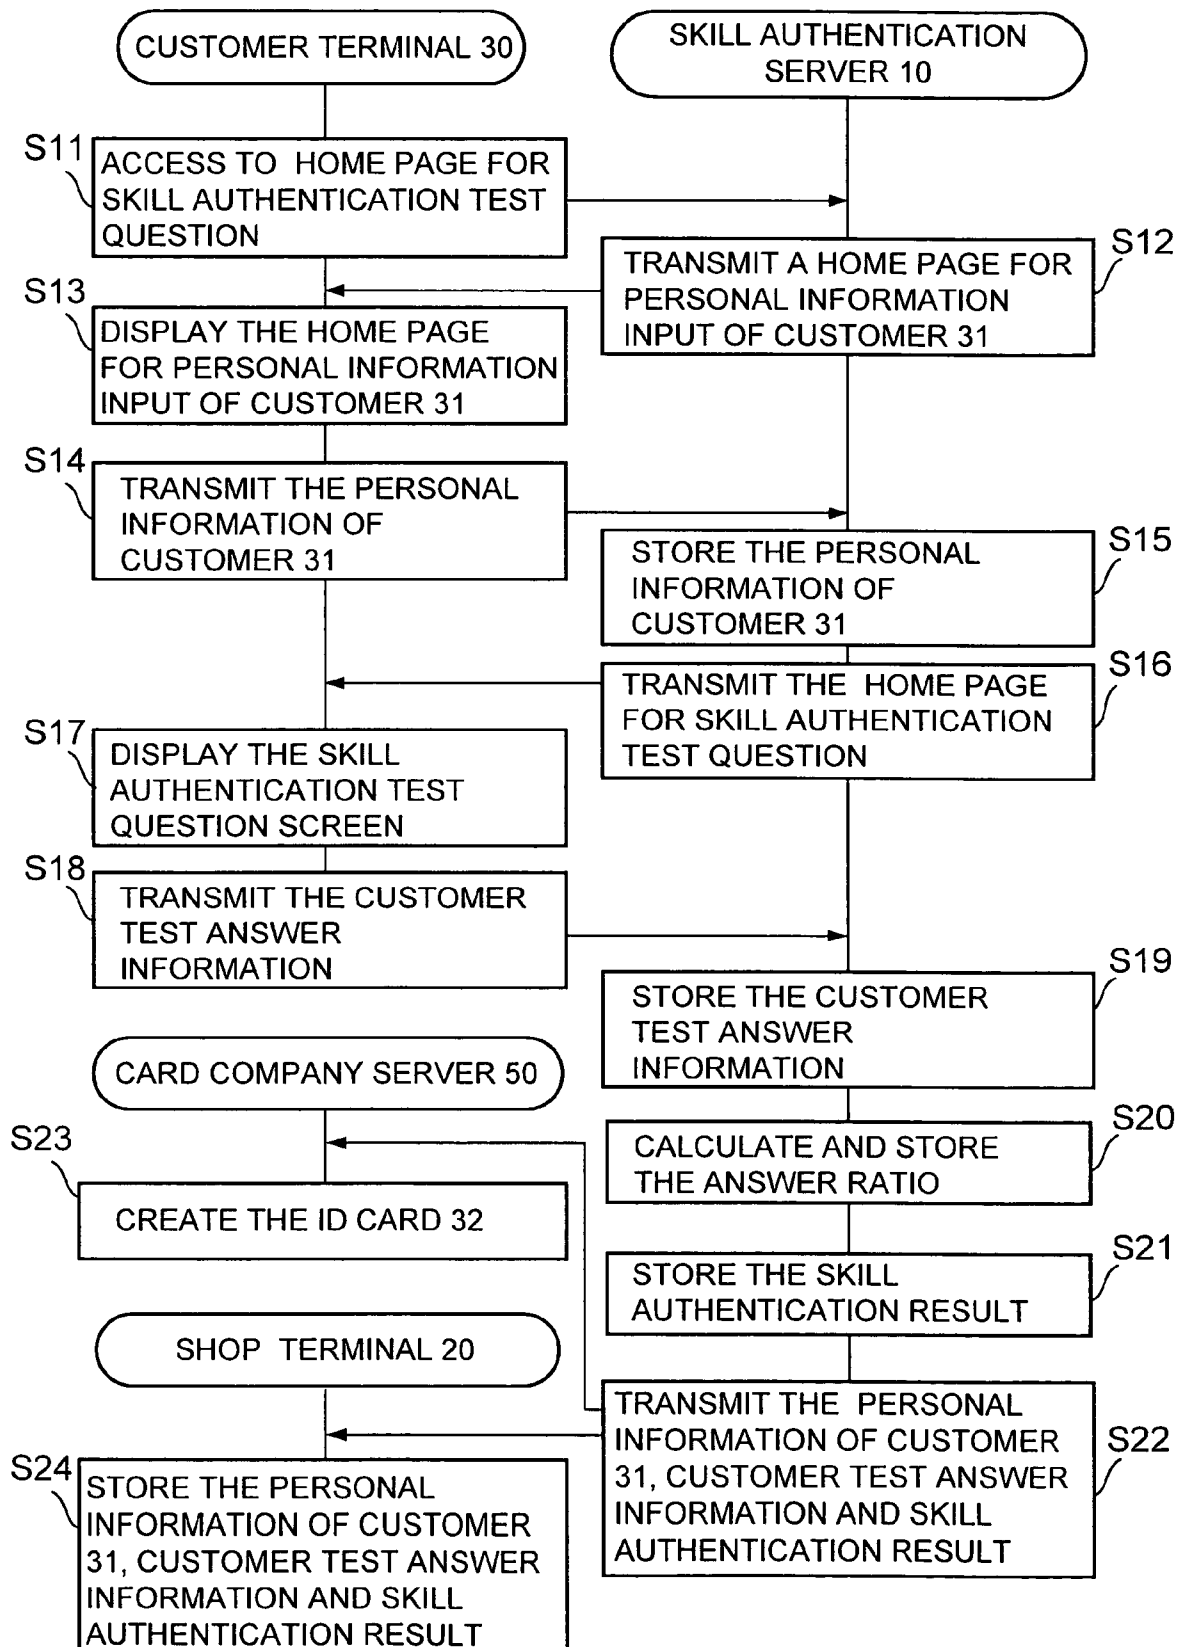 CUSTOMER TERMINAL 30
SKILL AUTHENTICATION
SERVER 10
S11
ACCESS TO HOME PAGE FOR
SKILL AUTHENTICATION TEST
QUESTION
S12
TRANSMIT A HOME PAGE FOR
PERSONAL INFORMATION
INPUT OF CUSTOMER 31
S13
DISPLAY THE HOME PAGE
FOR PERSONAL INFORMATION
INPUT OF CUSTOMER 31
S14
TRANSMIT THE PERSONAL
INFORMATION OF
CUSTOMER 31
S15
STORE THE PERSONAL
INFORMATION OF
CUSTOMER 31
S16
TRANSMIT THE HOME PAGE
FOR SKILL AUTHENTICATION
TEST QUESTION
S17
DISPLAY THE SKILL
AUTHENTICATION TEST
QUESTION SCREEN
S18
TRANSMIT THE CUSTOMER
TEST ANSWER
INFORMATION
S19
STORE THE CUSTOMER
TEST ANSWER
INFORMATION
CARD COMPANY SERVER 50
S20
CALCULATE AND STORE
THE ANSWER RATIO
S23
CREATE THE ID CARD 32
S21
STORE THE SKILL
AUTHENTICATION RESULT
SHOP TERMINAL 20
S22
TRANSMIT THE PERSONAL
INFORMATION OF CUSTOMER
31, CUSTOMER TEST ANSWER
INFORMATION AND SKILL
AUTHENTICATION RESULT
S24
STORE THE PERSONAL
INFORMATION OF CUSTOMER
31, CUSTOMER TEST ANSWER
INFORMATION AND SKILL
AUTHENTICATION RESULT